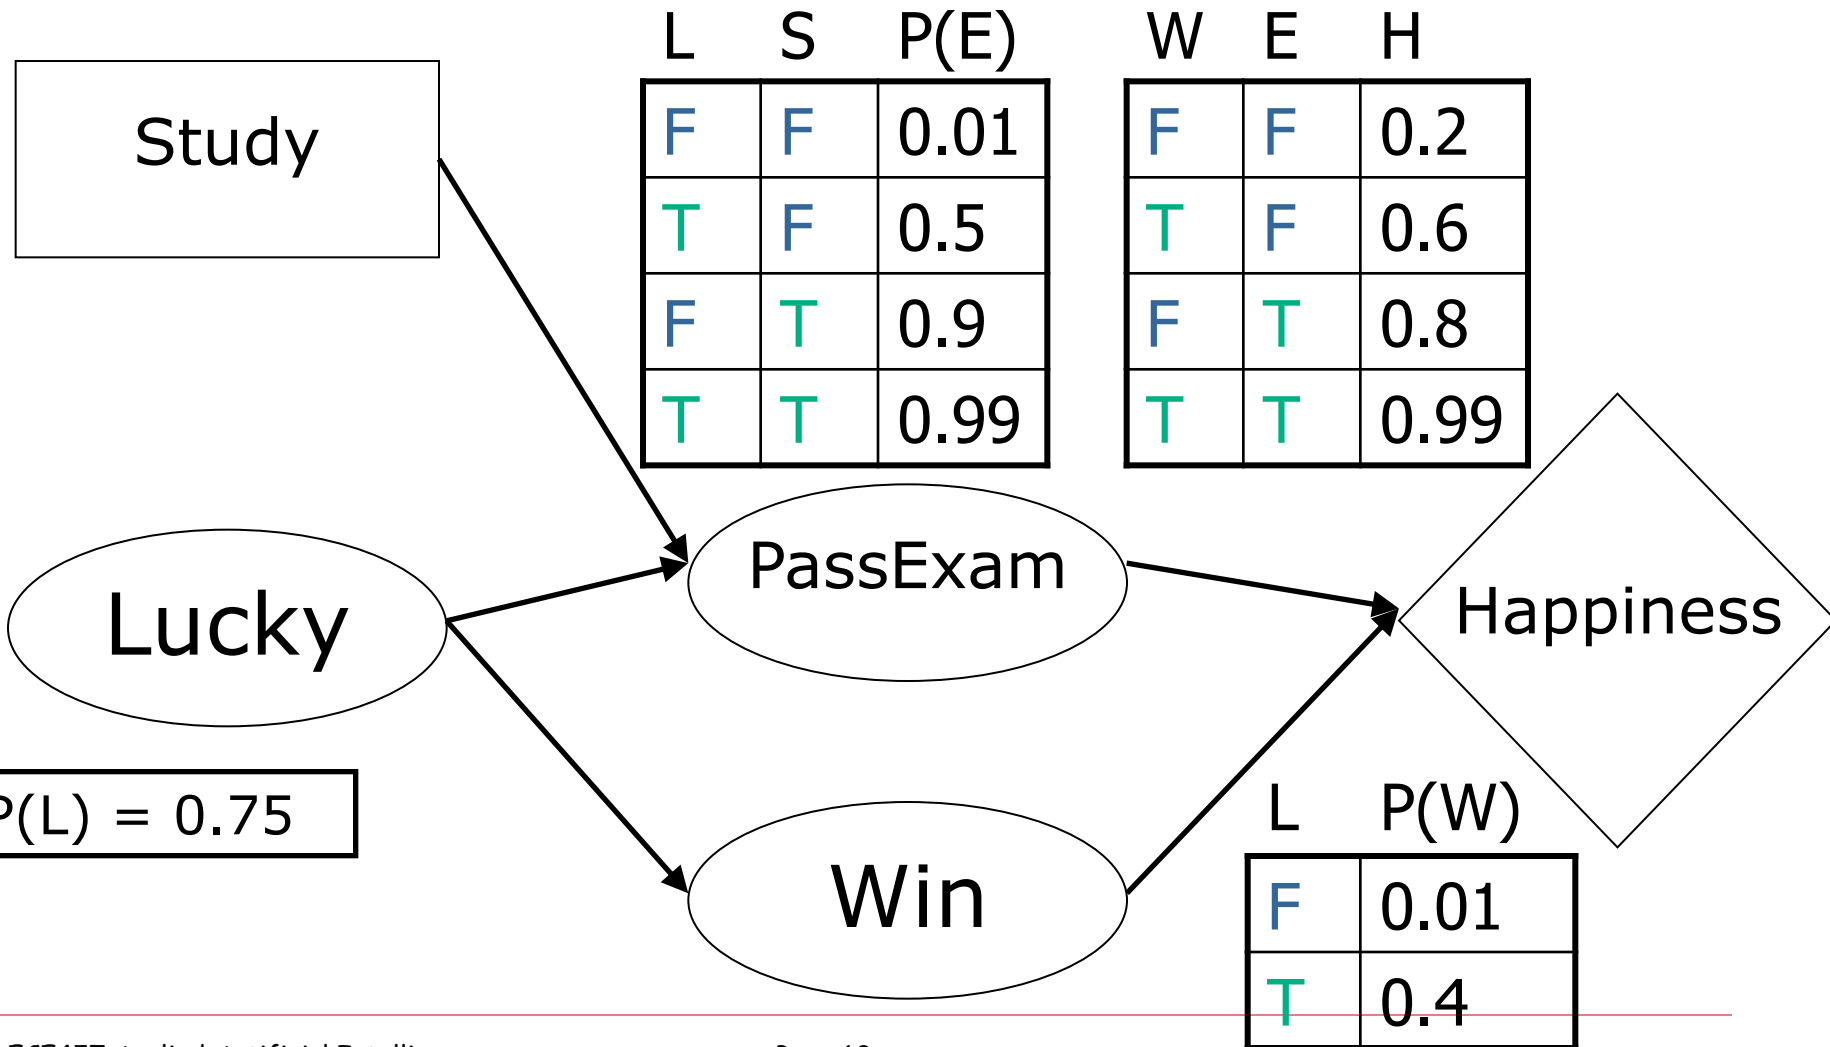 L S P(E)
F F 0.01
T F 0.5
F T 0.9
T T 0.99
W E H
F F 0.2
T F 0.6
F T 0.8
T T 0.99
Study
Lucky
P(L) = 0.75
PassExam
Win
Happiness
L P(W)
F 0.01
T 0.4